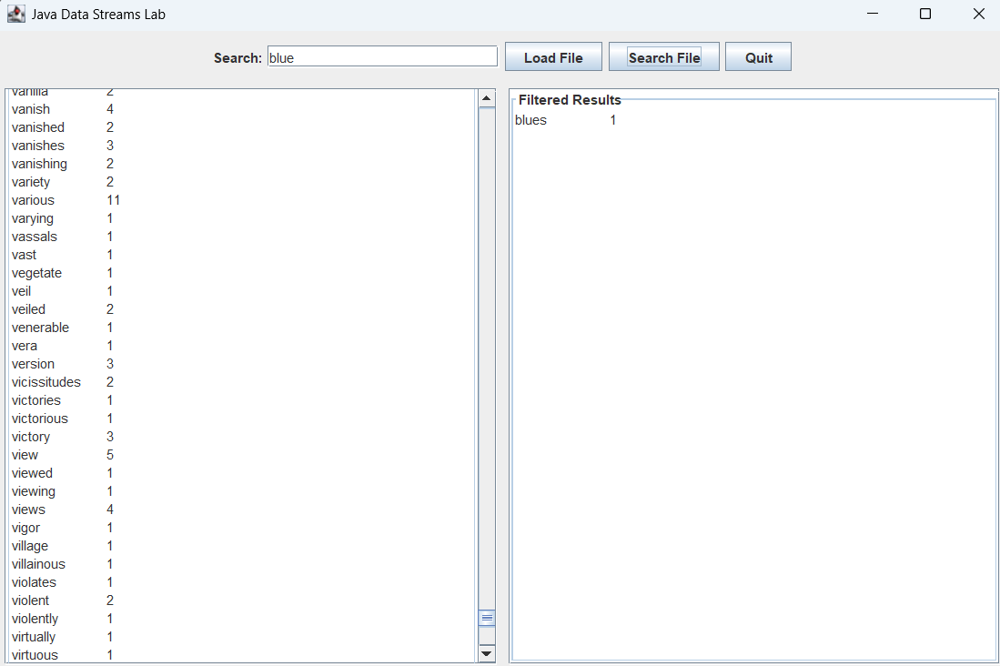 Java Data Streams Lab
Search: blue Load File Search File Quit
vanilla 2
vanish 4
vanished 2
vanishes 3
vanishing 2
variety 2
various 11
varying 1
vassals 1
vast 1
vegetate 1
veil 1
veiled 2
venerable 1
vera 1
version 3
vicissitudes 2
victories 1
victorious 1
victory 3
view 5
viewed 1
viewing 1
views 4
vigor 1
village 1
villainous 1
violates 1
violent 2
violently 1
virtually 1
virtuous 1
Filtered Results
blues 1